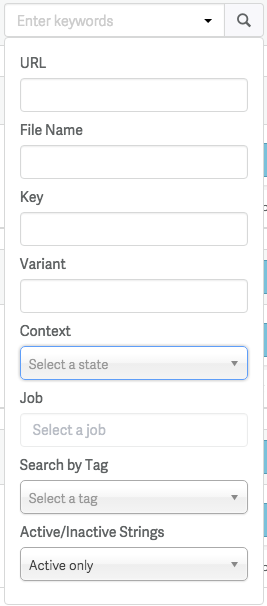 Enter keywords
URL
File Name
Key
Variant
Context
Select a state
Job
Select a job
Search by Tag
Select a tag
Active/Inactive Strings
Active only